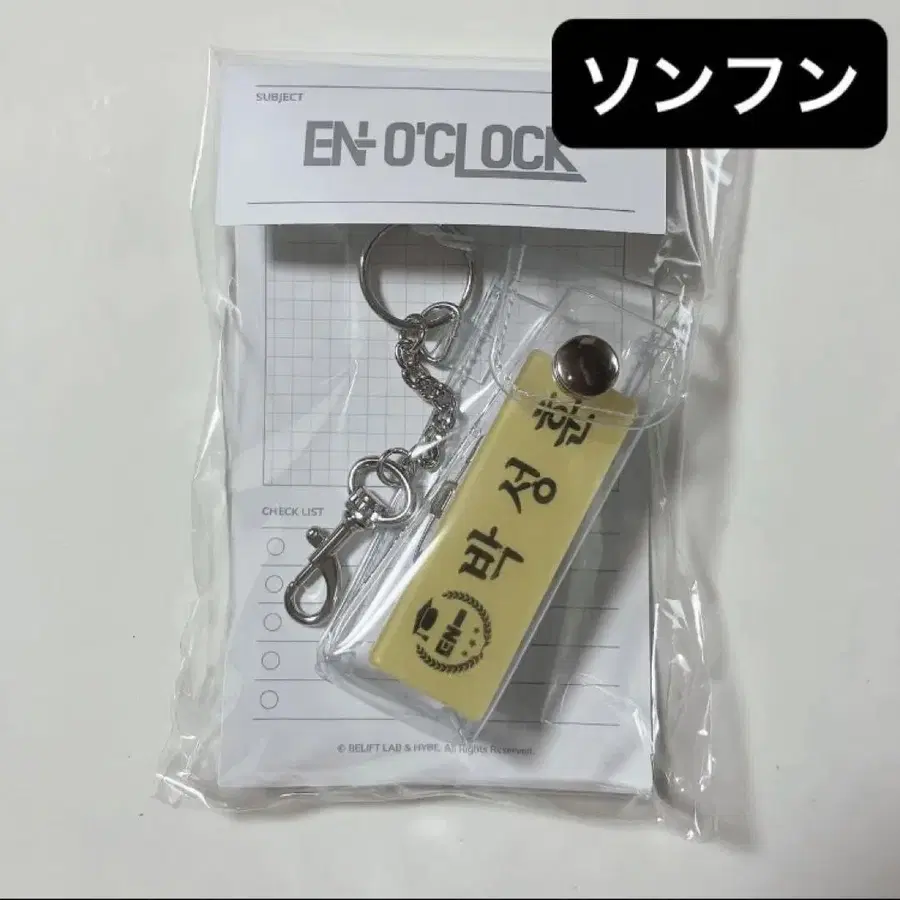 ソンフン
SUBJECT
EN- O'CLOCK
CHECK LIST
박성훈
EN-
© BELIFT LAB & HYBE. All Rights Reserved.